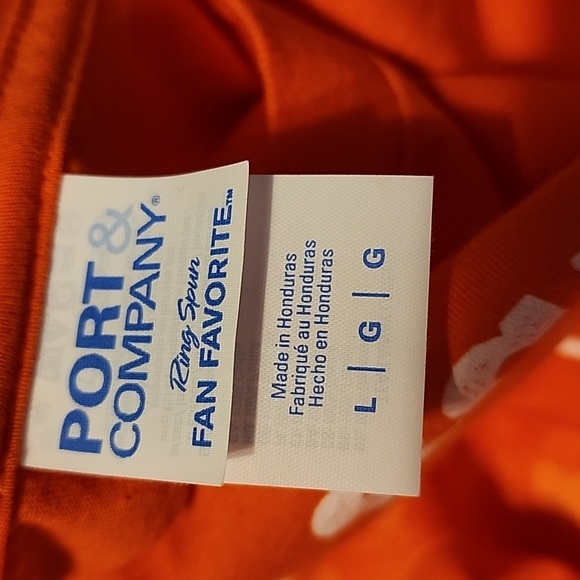 PORT &
COMPANY®
Ring Spun
FAN FAVORITE™
Made in Honduras
Fabriqué au Honduras
Hecho en Honduras
L | G | G